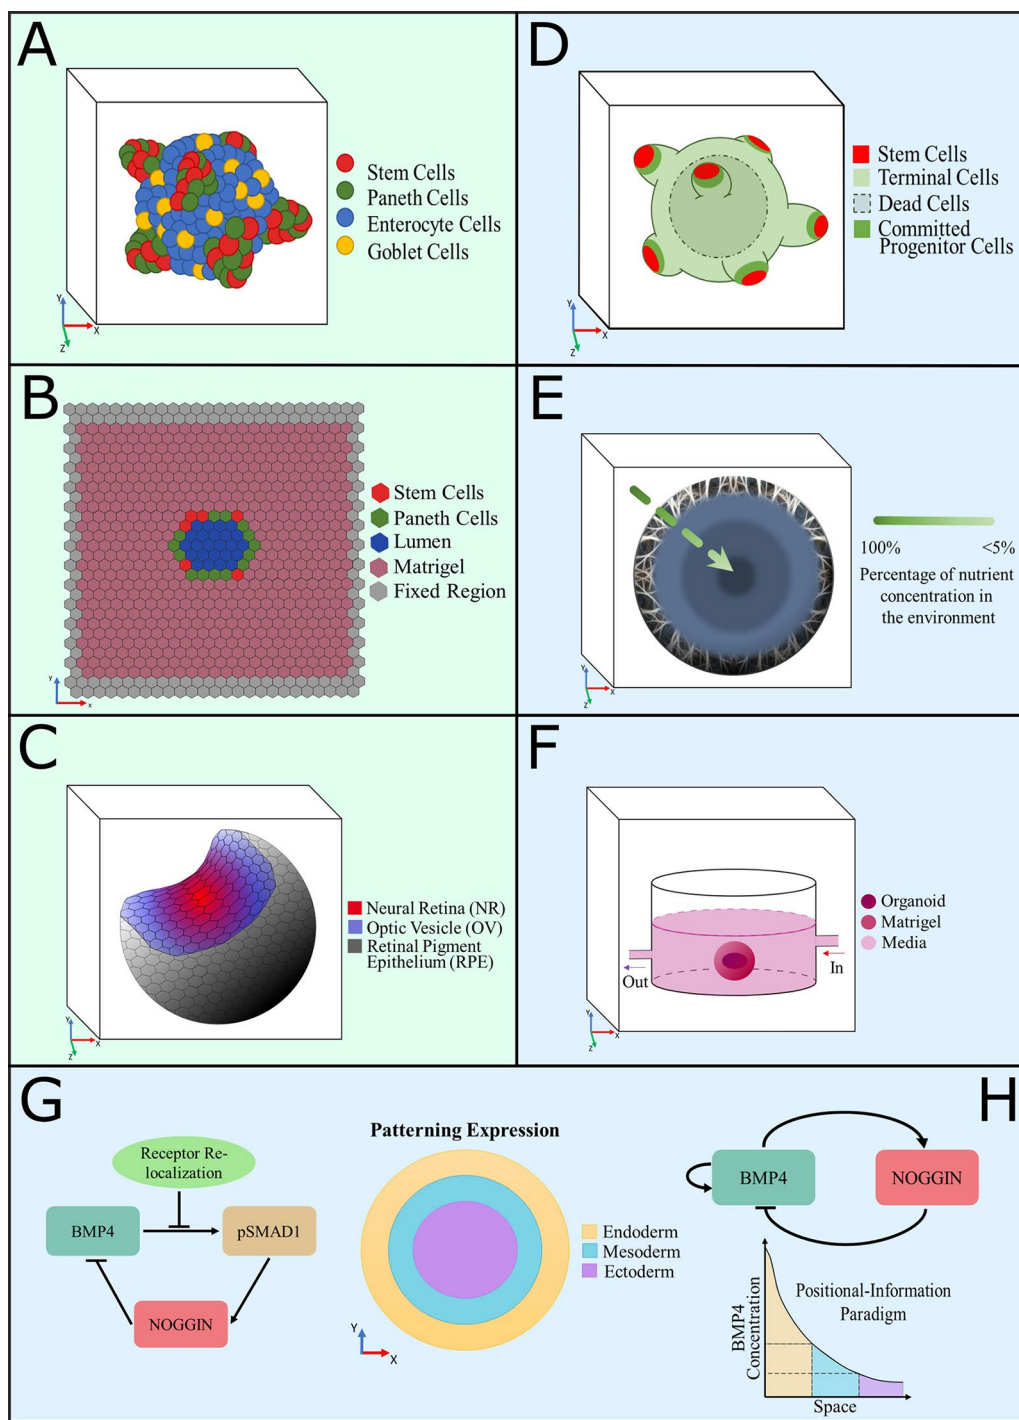 A
Stem Cells
Paneth Cells
Enterocyte Cells
Goblet Cells
Y
X
Z
D
Stem Cells
Terminal Cells
Dead Cells
Committed
Progenitor Cells
Y
X
Z
B
Stem Cells
Paneth Cells
Lumen
Matrigel
Fixed Region
Y
x
E
100%
<5%
Percentage of nutrient
concentration in
the environment
Y
X
Z
C
Neural Retina (NR)
Optic Vesicle (OV)
Retinal Pigment
Epithelium (RPE)
Y
X
Z
F
Organoid
Matrigel
Media
Out
In
Y
X
Z
G
Receptor Re-
localization
BMP4
pSMAD1
NOGGIN
Patterning Expression
Endoderm
Mesoderm
Ectoderm
Y
X
H
BMP4
NOGGIN
Positional-Information
Paradigm
BMP4
Concentration
Space